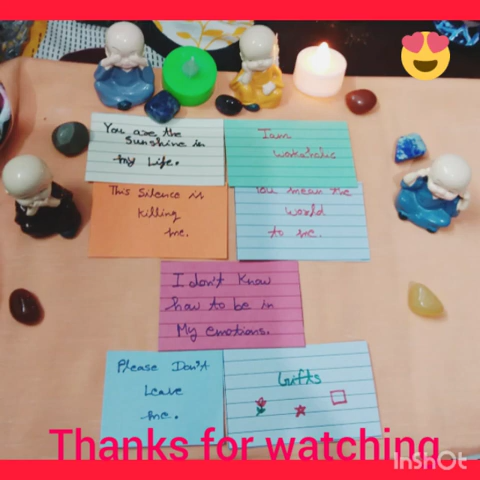 You are the
Sunshine in
my Life.
I am
workaholic
This Silence is
killing
me.
You mean the
World
to me.
I don't Know
how to be in
My emotions.
Please Don't
Leave
me.
Gifts
Thanks for watching
InShOt